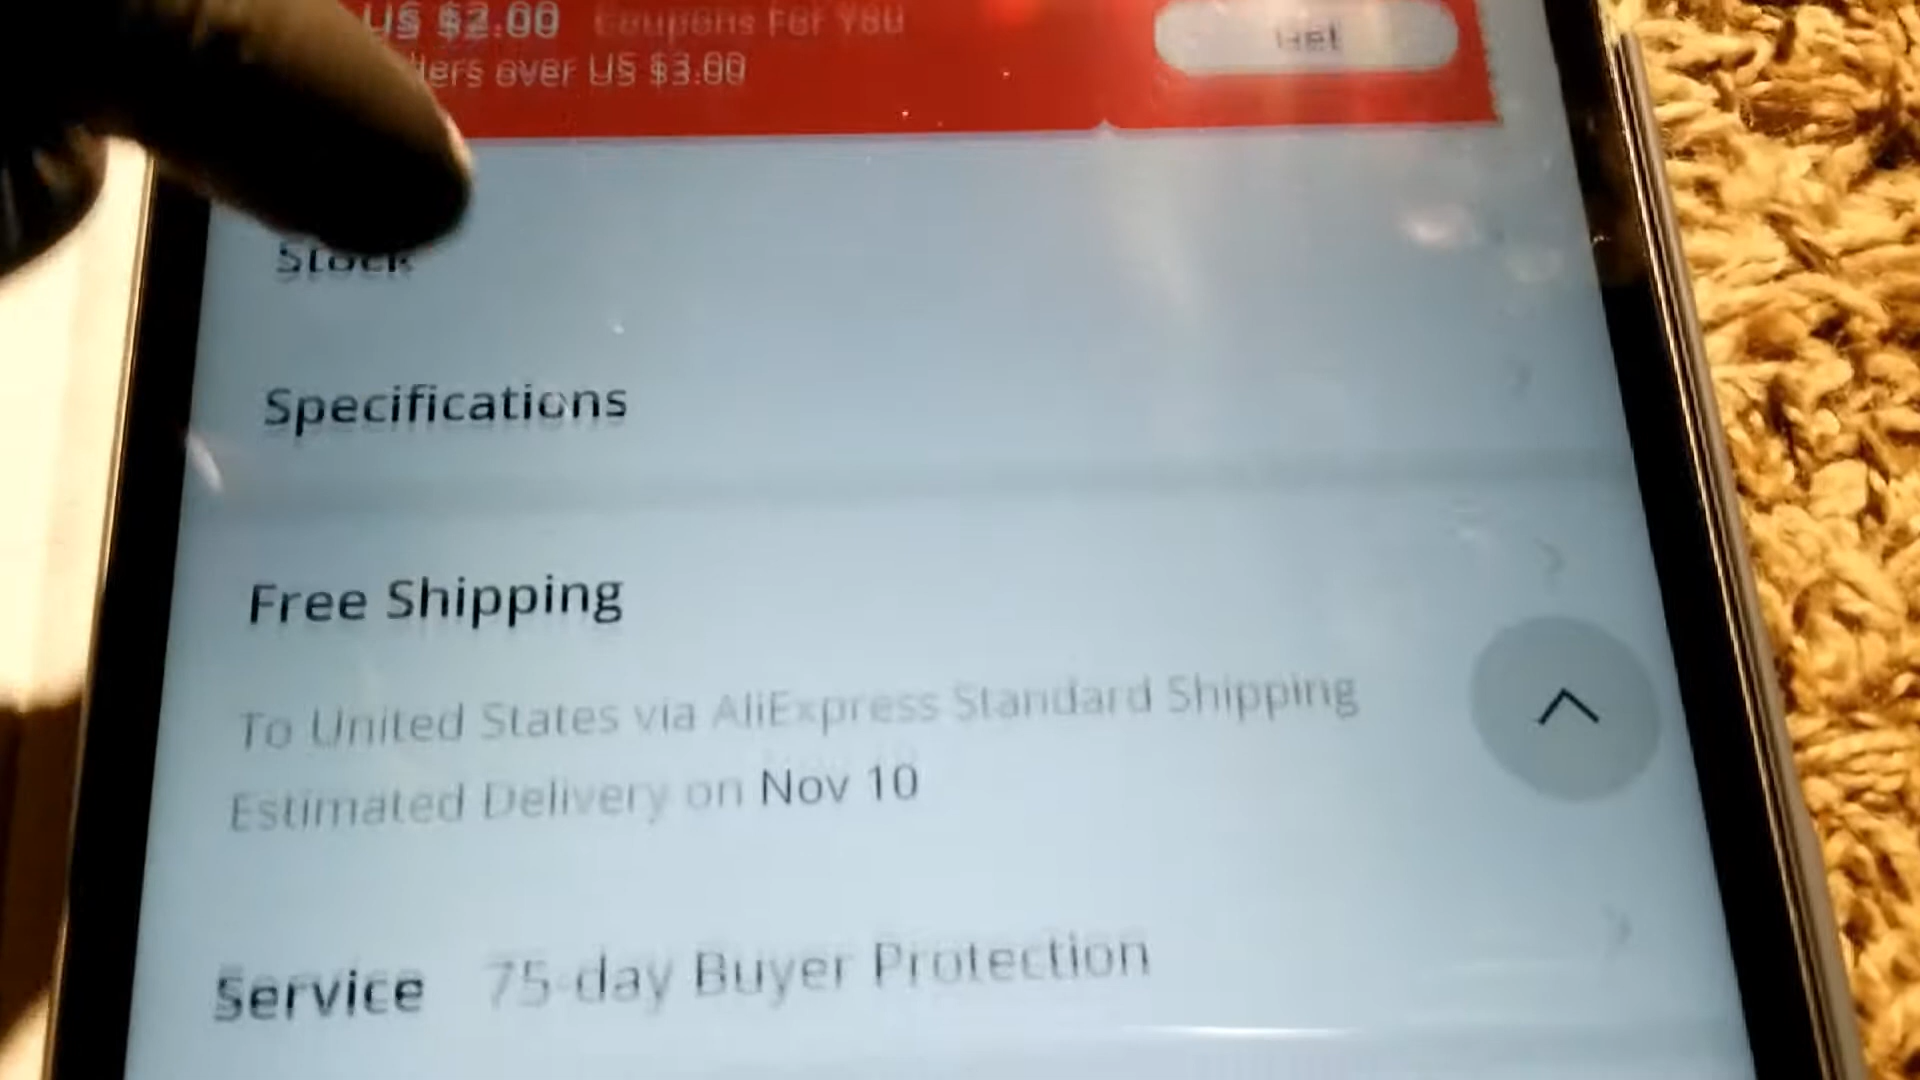 US $2.00 Coupons For You
ders over US $3.00
Get
Stock
Specifications
Free Shipping
To United States via AliExpress Standard Shipping
Estimated Delivery on Nov 10
Service 75-day Buyer Protection